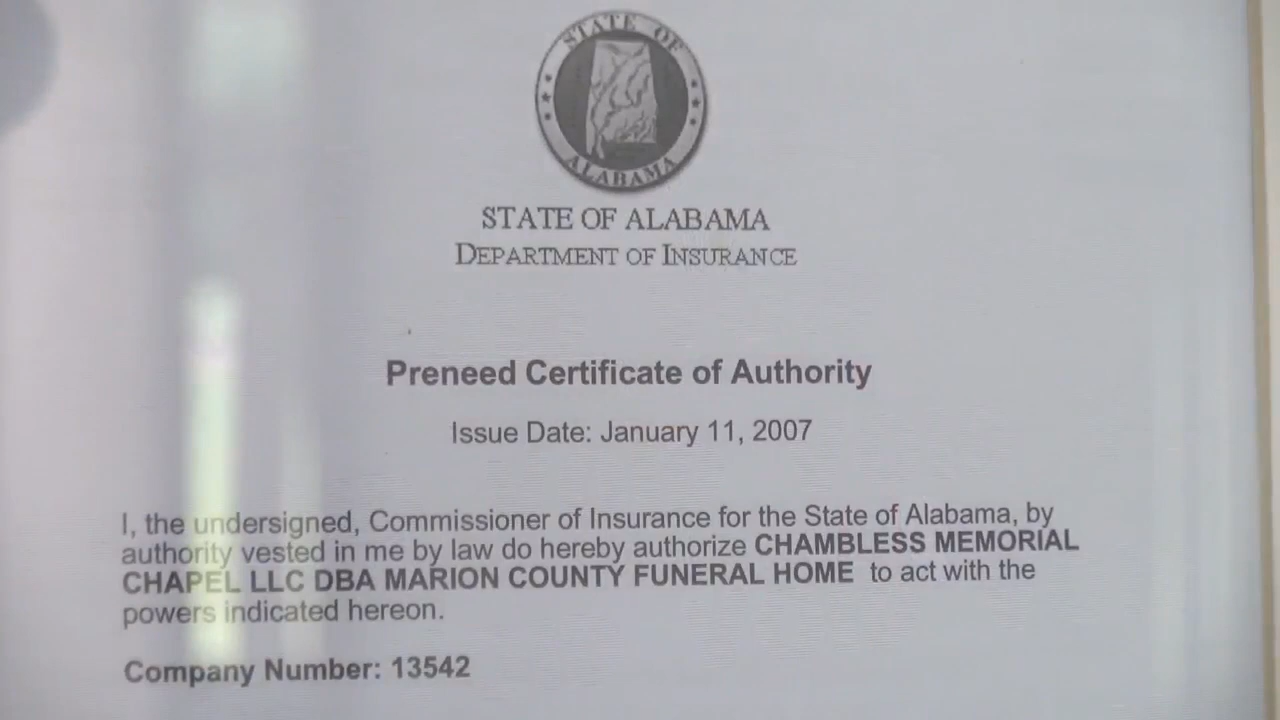 STATE OF
ALABAMA
STATE OF ALABAMA
DEPARTMENT OF INSURANCE
Preneed Certificate of Authority
Issue Date: January 11, 2007
I, the undersigned, Commissioner of Insurance for the State of Alabama, by
authority vested in me by law do hereby authorize CHAMBLESS MEMORIAL
CHAPEL LLC DBA MARION COUNTY FUNERAL HOME to act with the
powers indicated hereon.
Company Number: 13542